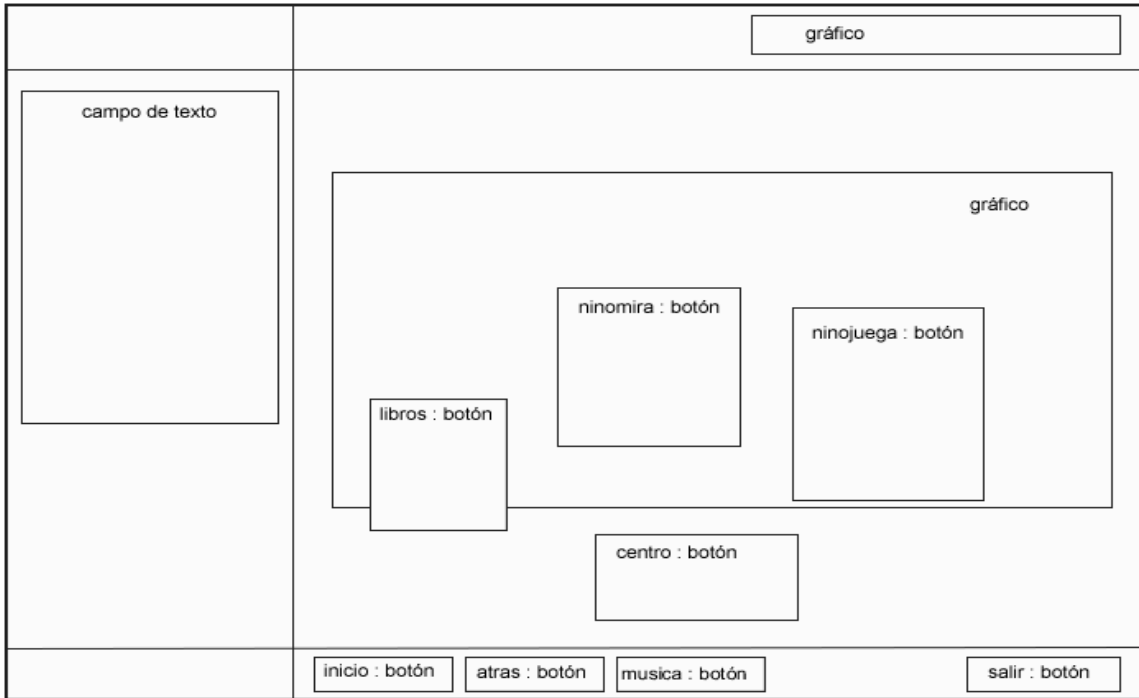 gráfico
campo de texto
gráfico
ninomira : botón
ninojuega : botón
libros : botón
centro : botón
inicio : botón
atras : botón
musica : botón
salir : botón